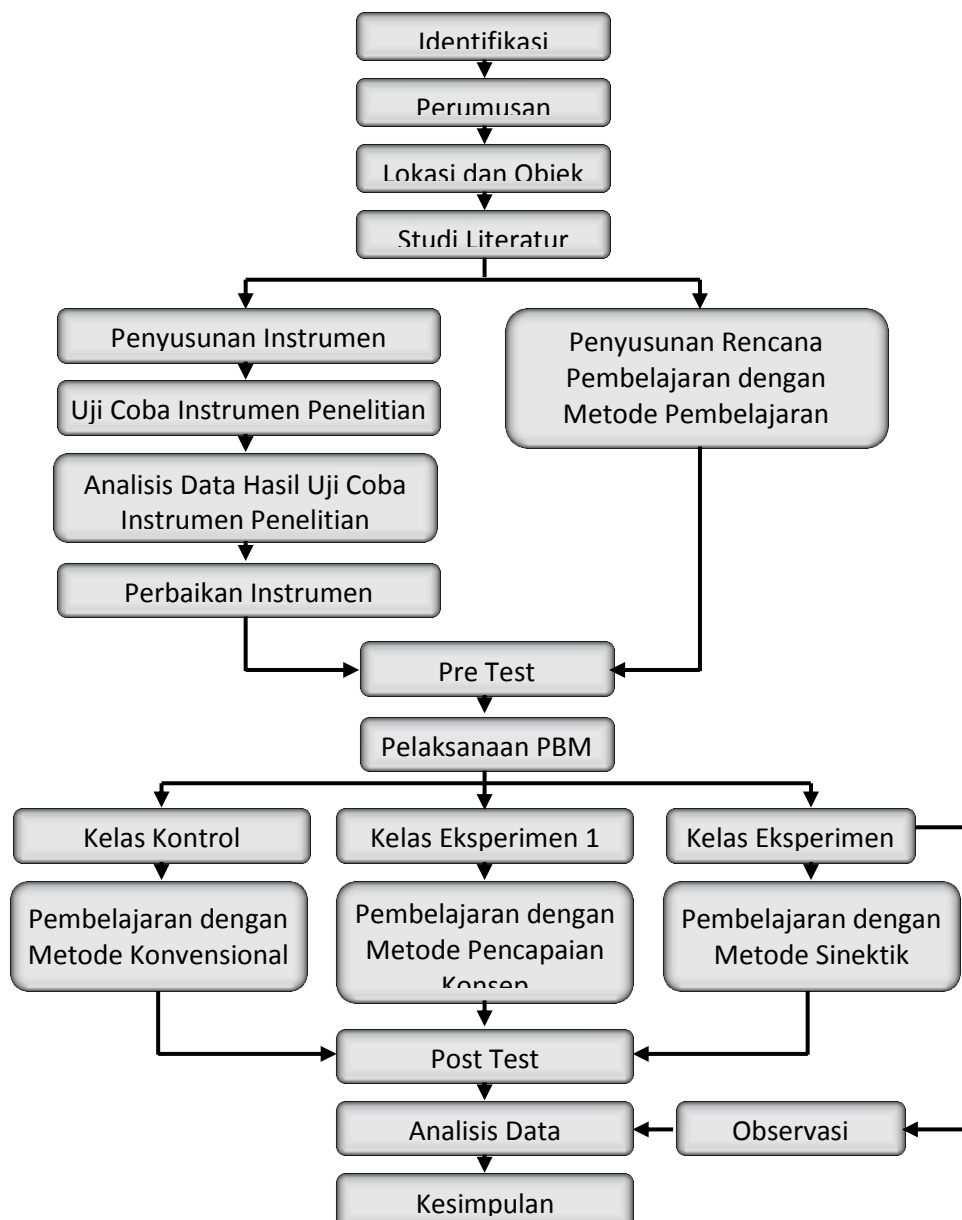 Identifikasi
Perumusan
Lokasi dan Objek
Studi Literatur
Penyusunan Instrumen
Penyusunan Rencana
Pembelajaran dengan
Metode Pembelajaran
Uji Coba Instrumen Penelitian
Analisis Data Hasil Uji Coba
Instrumen Penelitian
Perbaikan Instrumen
Pre Test
Pelaksanaan PBM
Kelas Kontrol
Kelas Eksperimen 1
Kelas Eksperimen
Pembelajaran dengan
Metode Konvensional
Pembelajaran dengan
Metode Pencapaian
Konsep
Pembelajaran dengan
Metode Sinektik
Post Test
Analisis Data
Observasi
Kesimpulan